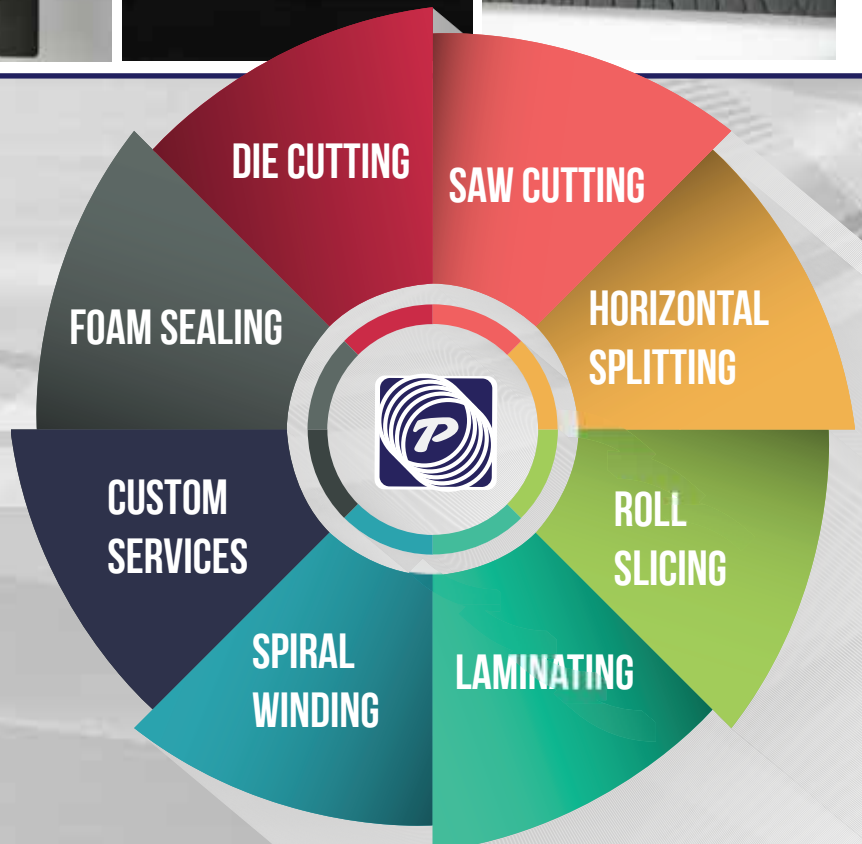 DIE CUTTING
SAW CUTTING
HORIZONTAL
SPLITTING
ROLL
SLICING
LAMINATING
SPIRAL
WINDING
CUSTOM
SERVICES
FOAM SEALING
P